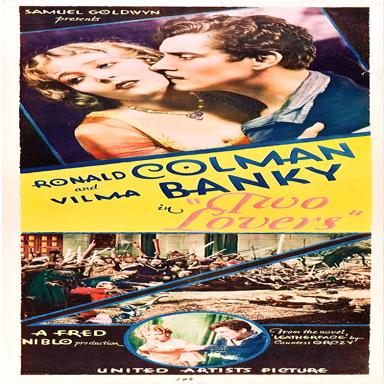 SAMUEL GOLDWYN
presents
RONALD COLMAN
and
VILMA BANKY
in "Two
Lovers"
A FRED
NIBLO production
From the novel
"LEATHERFACE" by
Countess ORCZY
UNITED ARTISTS PICTURE